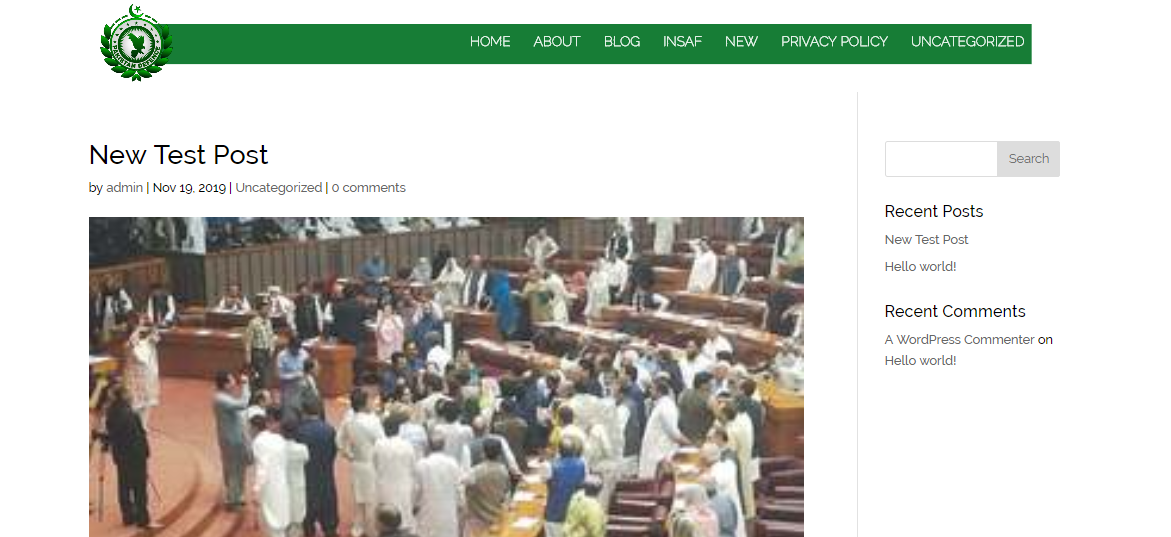 HOME ABOUT BLOG INSAF NEW PRIVACY POLICY UNCATEGORIZED
New Test Post
by admin | Nov 19, 2019 | Uncategorized | 0 comments
Search
Recent Posts
New Test Post
Hello world!
Recent Comments
A WordPress Commenter on
Hello world!